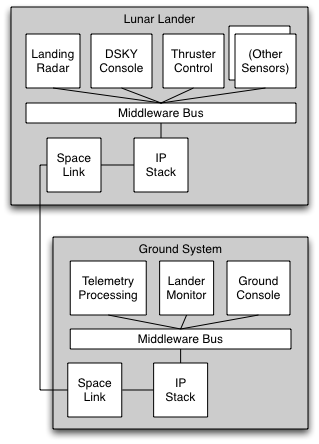 Lunar Lander
Landing
Radar
DSKY
Console
Thruster
Control
(Other
Sensors)
Middleware Bus
Space
Link
IP
Stack
Ground System
Telemetry
Processing
Lander
Monitor
Ground
Console
Middleware Bus
Space
Link
IP
Stack